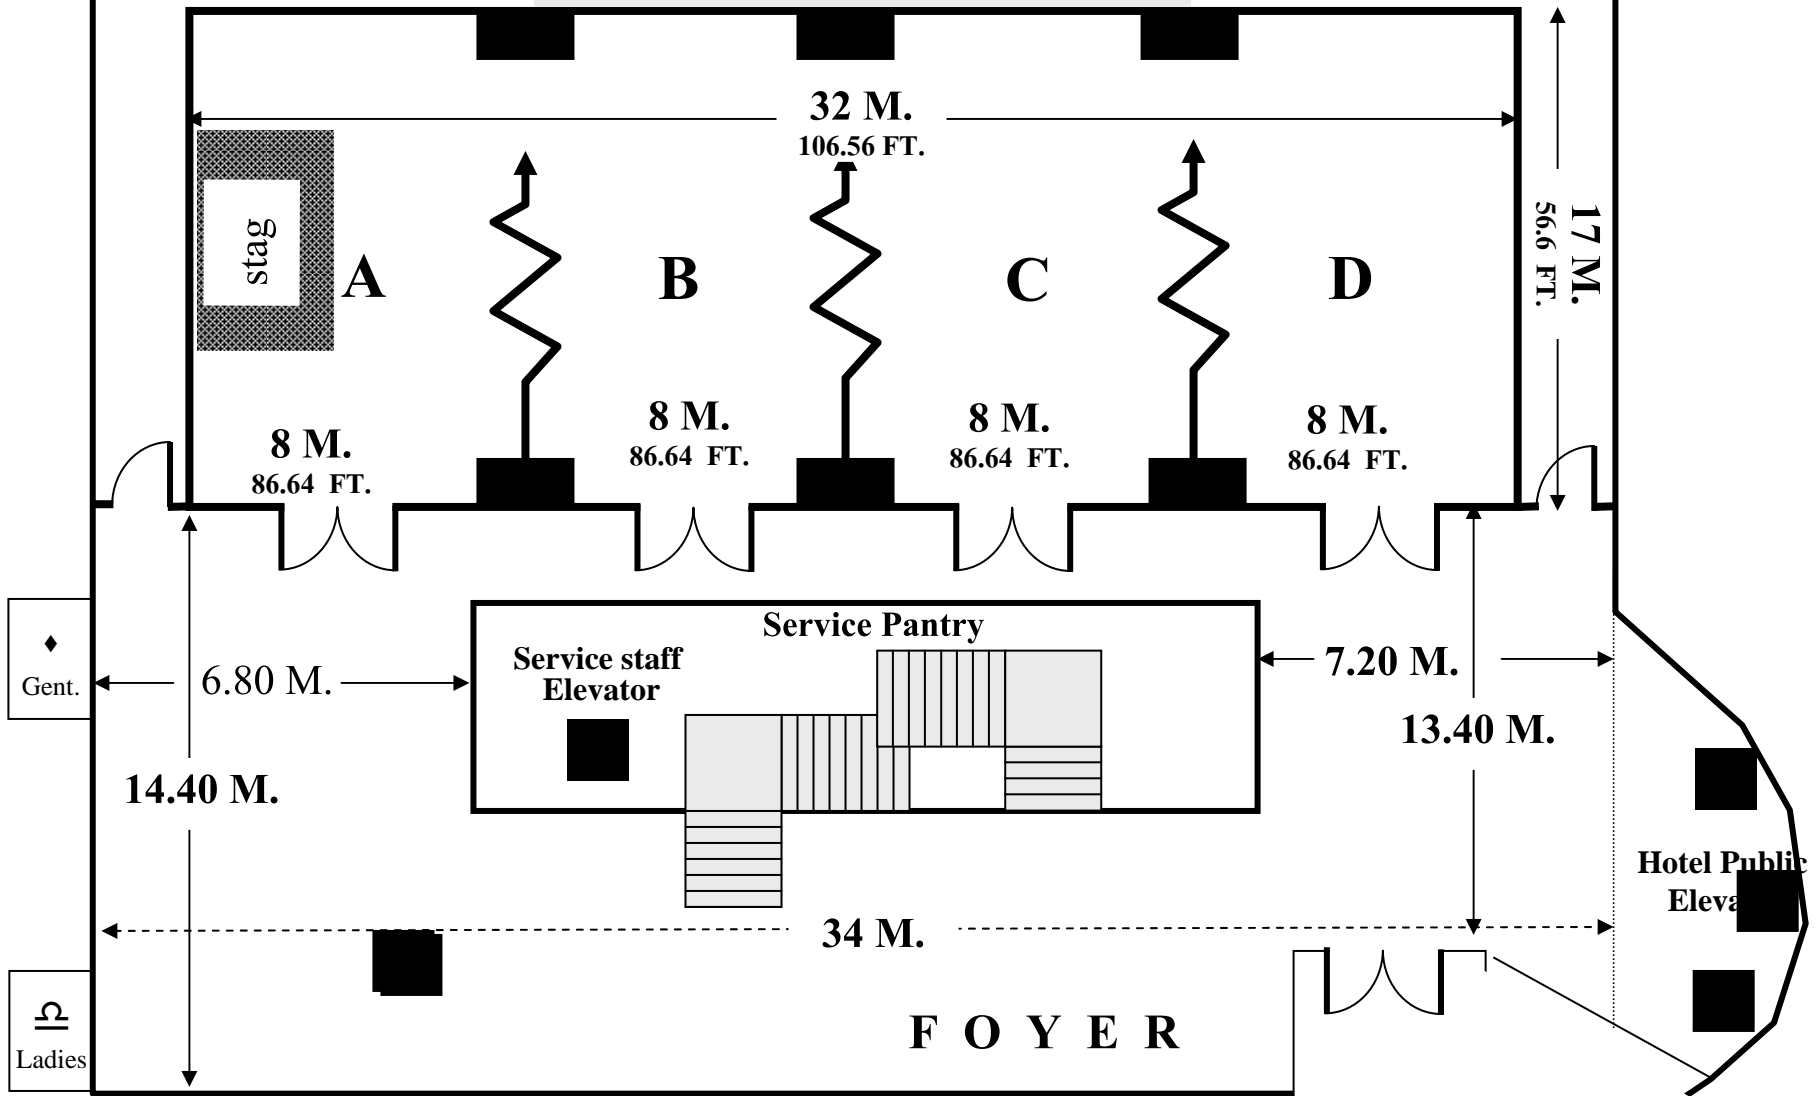 32 M.
106.56 FT.
17 M.
56.6 FT.
stag
A
B
C
D
8 M.
86.64 FT.
8 M.
86.64 FT.
8 M.
86.64 FT.
8 M.
86.64 FT.
Service Pantry
Service staff
Elevator
Gent.
6.80 M.
7.20 M.
13.40 M.
14.40 M.
Hotel Public
Eleva
34 M.
F O Y E R
Ladies